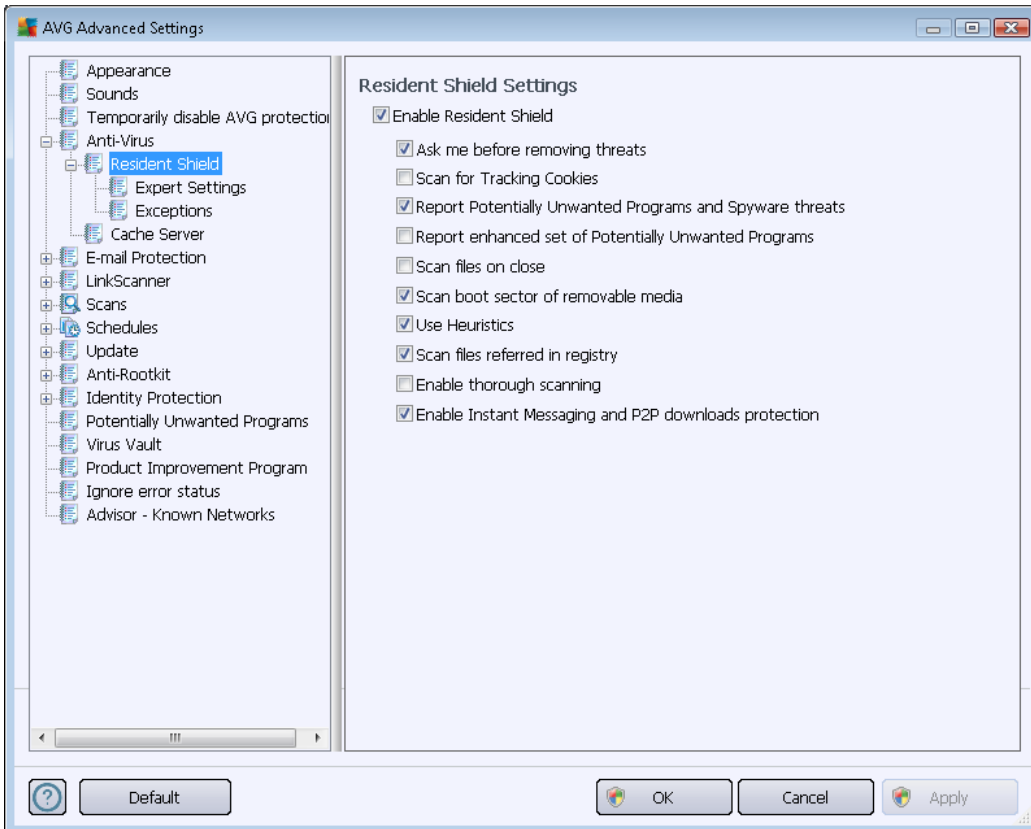 AVG Advanced Settings
Appearance
Sounds
Temporarily disable AVG protection
Anti-Virus
Resident Shield
Expert Settings
Exceptions
Cache Server
E-mail Protection
LinkScanner
Scans
Schedules
Update
Anti-Rootkit
Identity Protection
Potentially Unwanted Programs
Virus Vault
Product Improvement Program
Ignore error status
Advisor - Known Networks
Resident Shield Settings
Enable Resident Shield
Ask me before removing threats
Scan for Tracking Cookies
Report Potentially Unwanted Programs and Spyware threats
Report enhanced set of Potentially Unwanted Programs
Scan files on close
Scan boot sector of removable media
Use Heuristics
Scan files referred in registry
Enable thorough scanning
Enable Instant Messaging and P2P downloads protection
Default
OK
Cancel
Apply